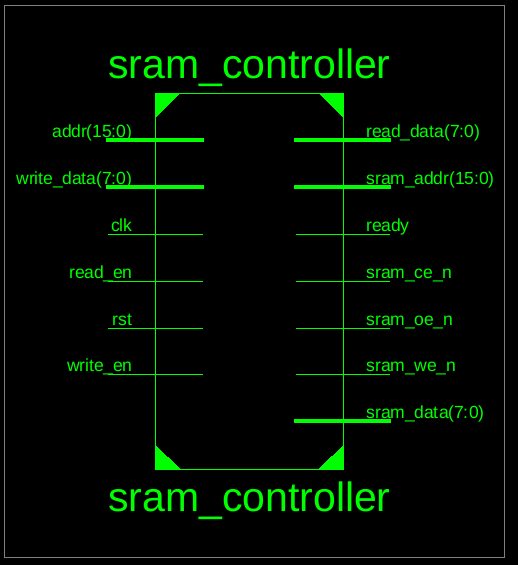 sram_controller
addr(15:0)
read_data(7:0)
write_data(7:0)
sram_addr(15:0)
clk
ready
read_en
sram_ce_n
rst
sram_oe_n
write_en
sram_we_n
sram_data(7:0)
sram_controller